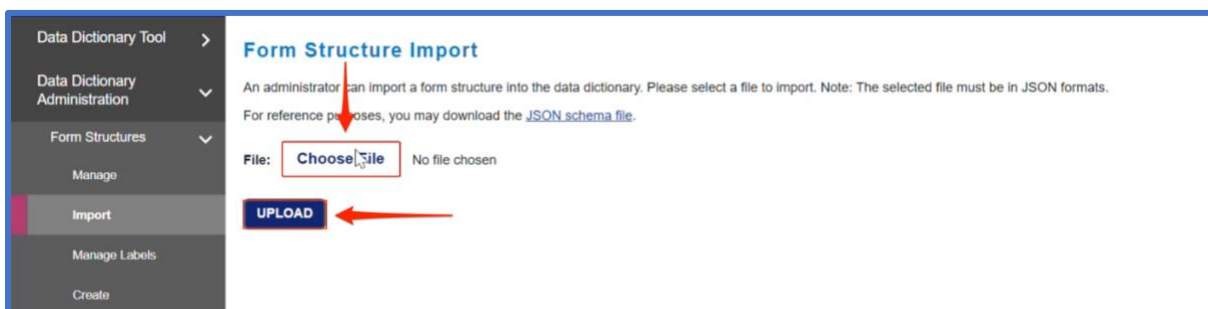 Data Dictionary Tool
Data Dictionary
Administration
Form Structures
Manage
Import
Manage Labels
Create
Form Structure Import
An administrator can import a form structure into the data dictionary. Please select a file to import. Note: The selected file must be in JSON formats.
For reference purposes, you may download the JSON schema file.
File: Choose File No file chosen
UPLOAD